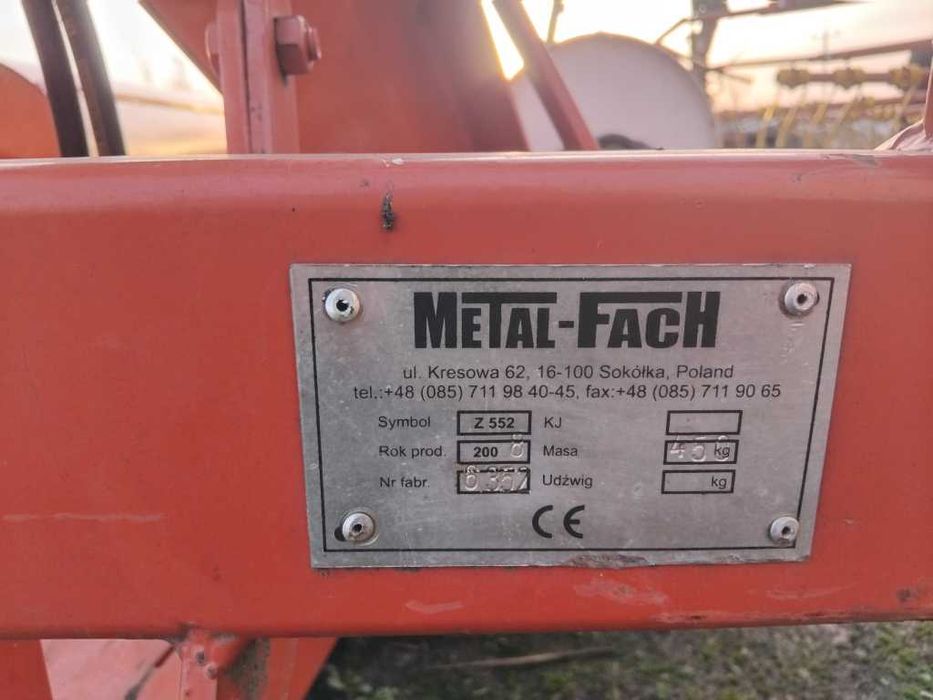 METAL-FACH
ul. Kresowa 62, 16-100 Sokółka, Poland
tel.:+48 (085) 711 98 40-45, fax:+48 (085) 711 90 65
Symbol Z 552 KJ
Rok prod. 2008 Masa kg
Nr fabr. Udźwig kg
CE